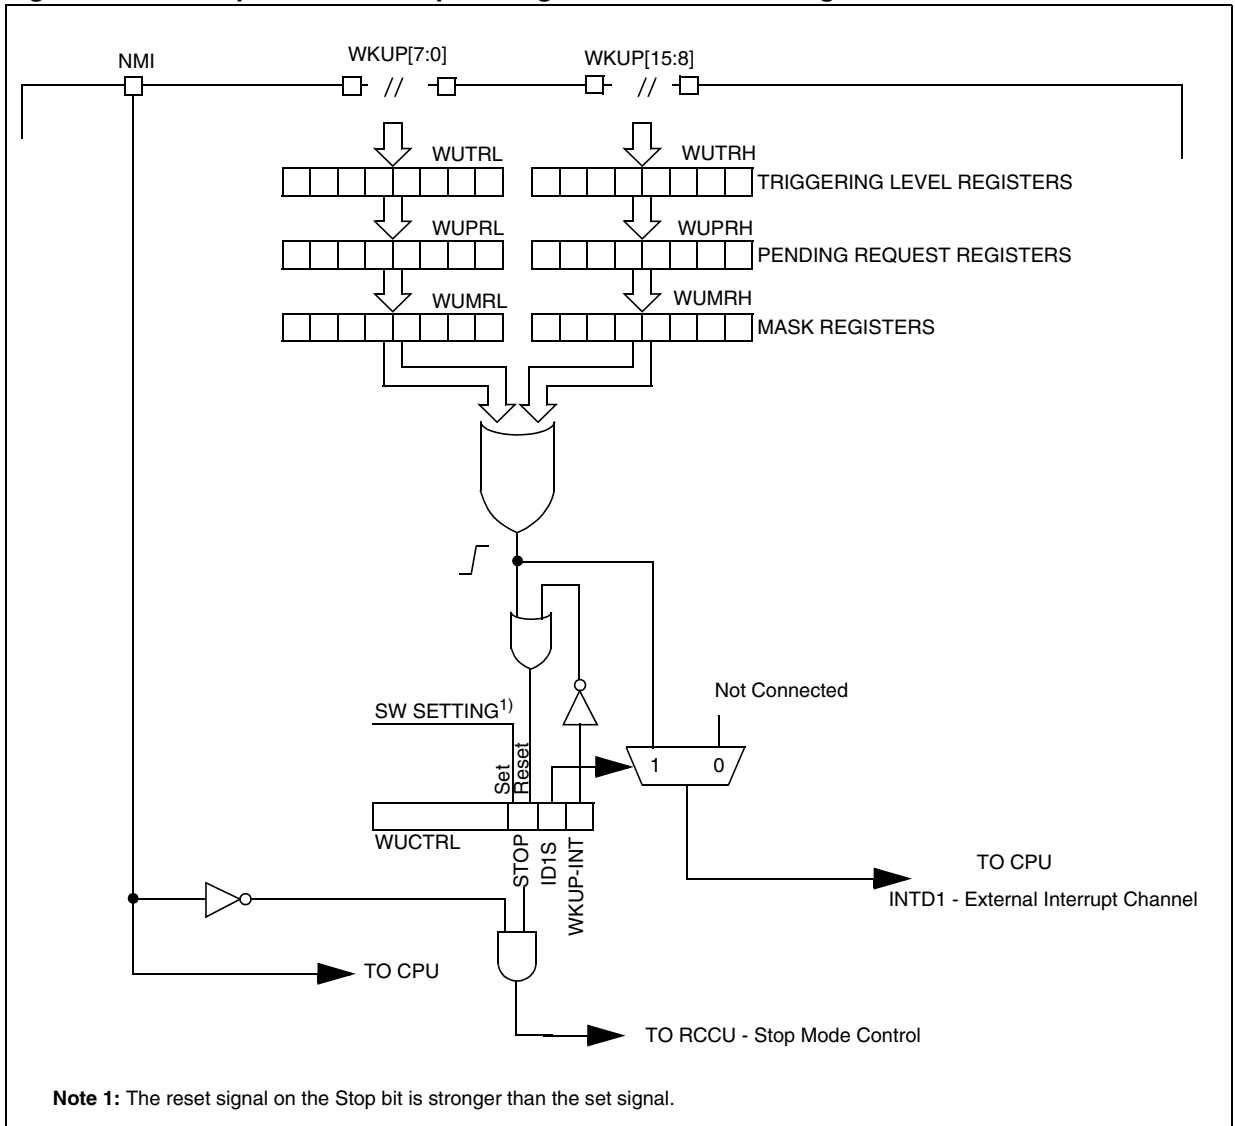 NMI
WKUP[7:0]
WKUP[15:8]
//
//
WUTRL
WUTRH
TRIGGERING LEVEL REGISTERS
WUPRL
WUPRH
PENDING REQUEST REGISTERS
WUMRL
WUMRH
MASK REGISTERS
Not Connected
SW SETTING1)
Set
Reset
1
0
WUCTRL
STOP
ID1S
WKUP-INT
TO CPU
INTD1 - External Interrupt Channel
TO CPU
TO RCCU - Stop Mode Control
Note 1: The reset signal on the Stop bit is stronger than the set signal.